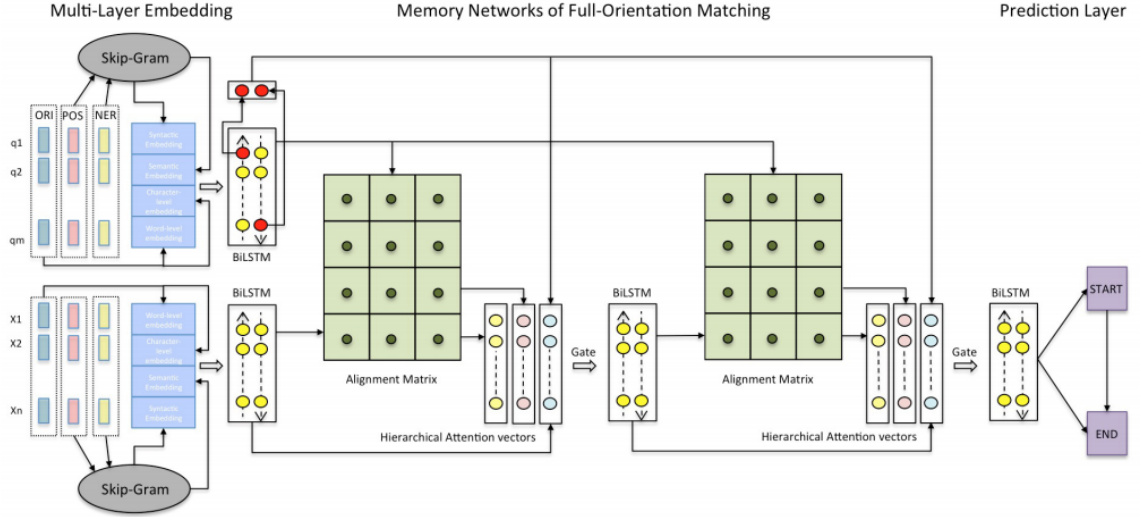 Multi-Layer Embedding
Memory Networks of Full-Orientation Matching
Prediction Layer
Skip-Gram
ORI POS NER
q1
q2
qm
Syntactic
Embedding
Semantic
Embedding
Character-
level
embedding
Word-level
embedding
BiLSTM
X1
X2
Xn
Word-level
embedding
Character-
level
embedding
Semantic
Embedding
Syntactic
Embedding
Skip-Gram
BiLSTM
Alignment Matrix
Hierarchical Attention vectors
Gate
BiLSTM
Alignment Matrix
Hierarchical Attention vectors
Gate
BiLSTM
START
END